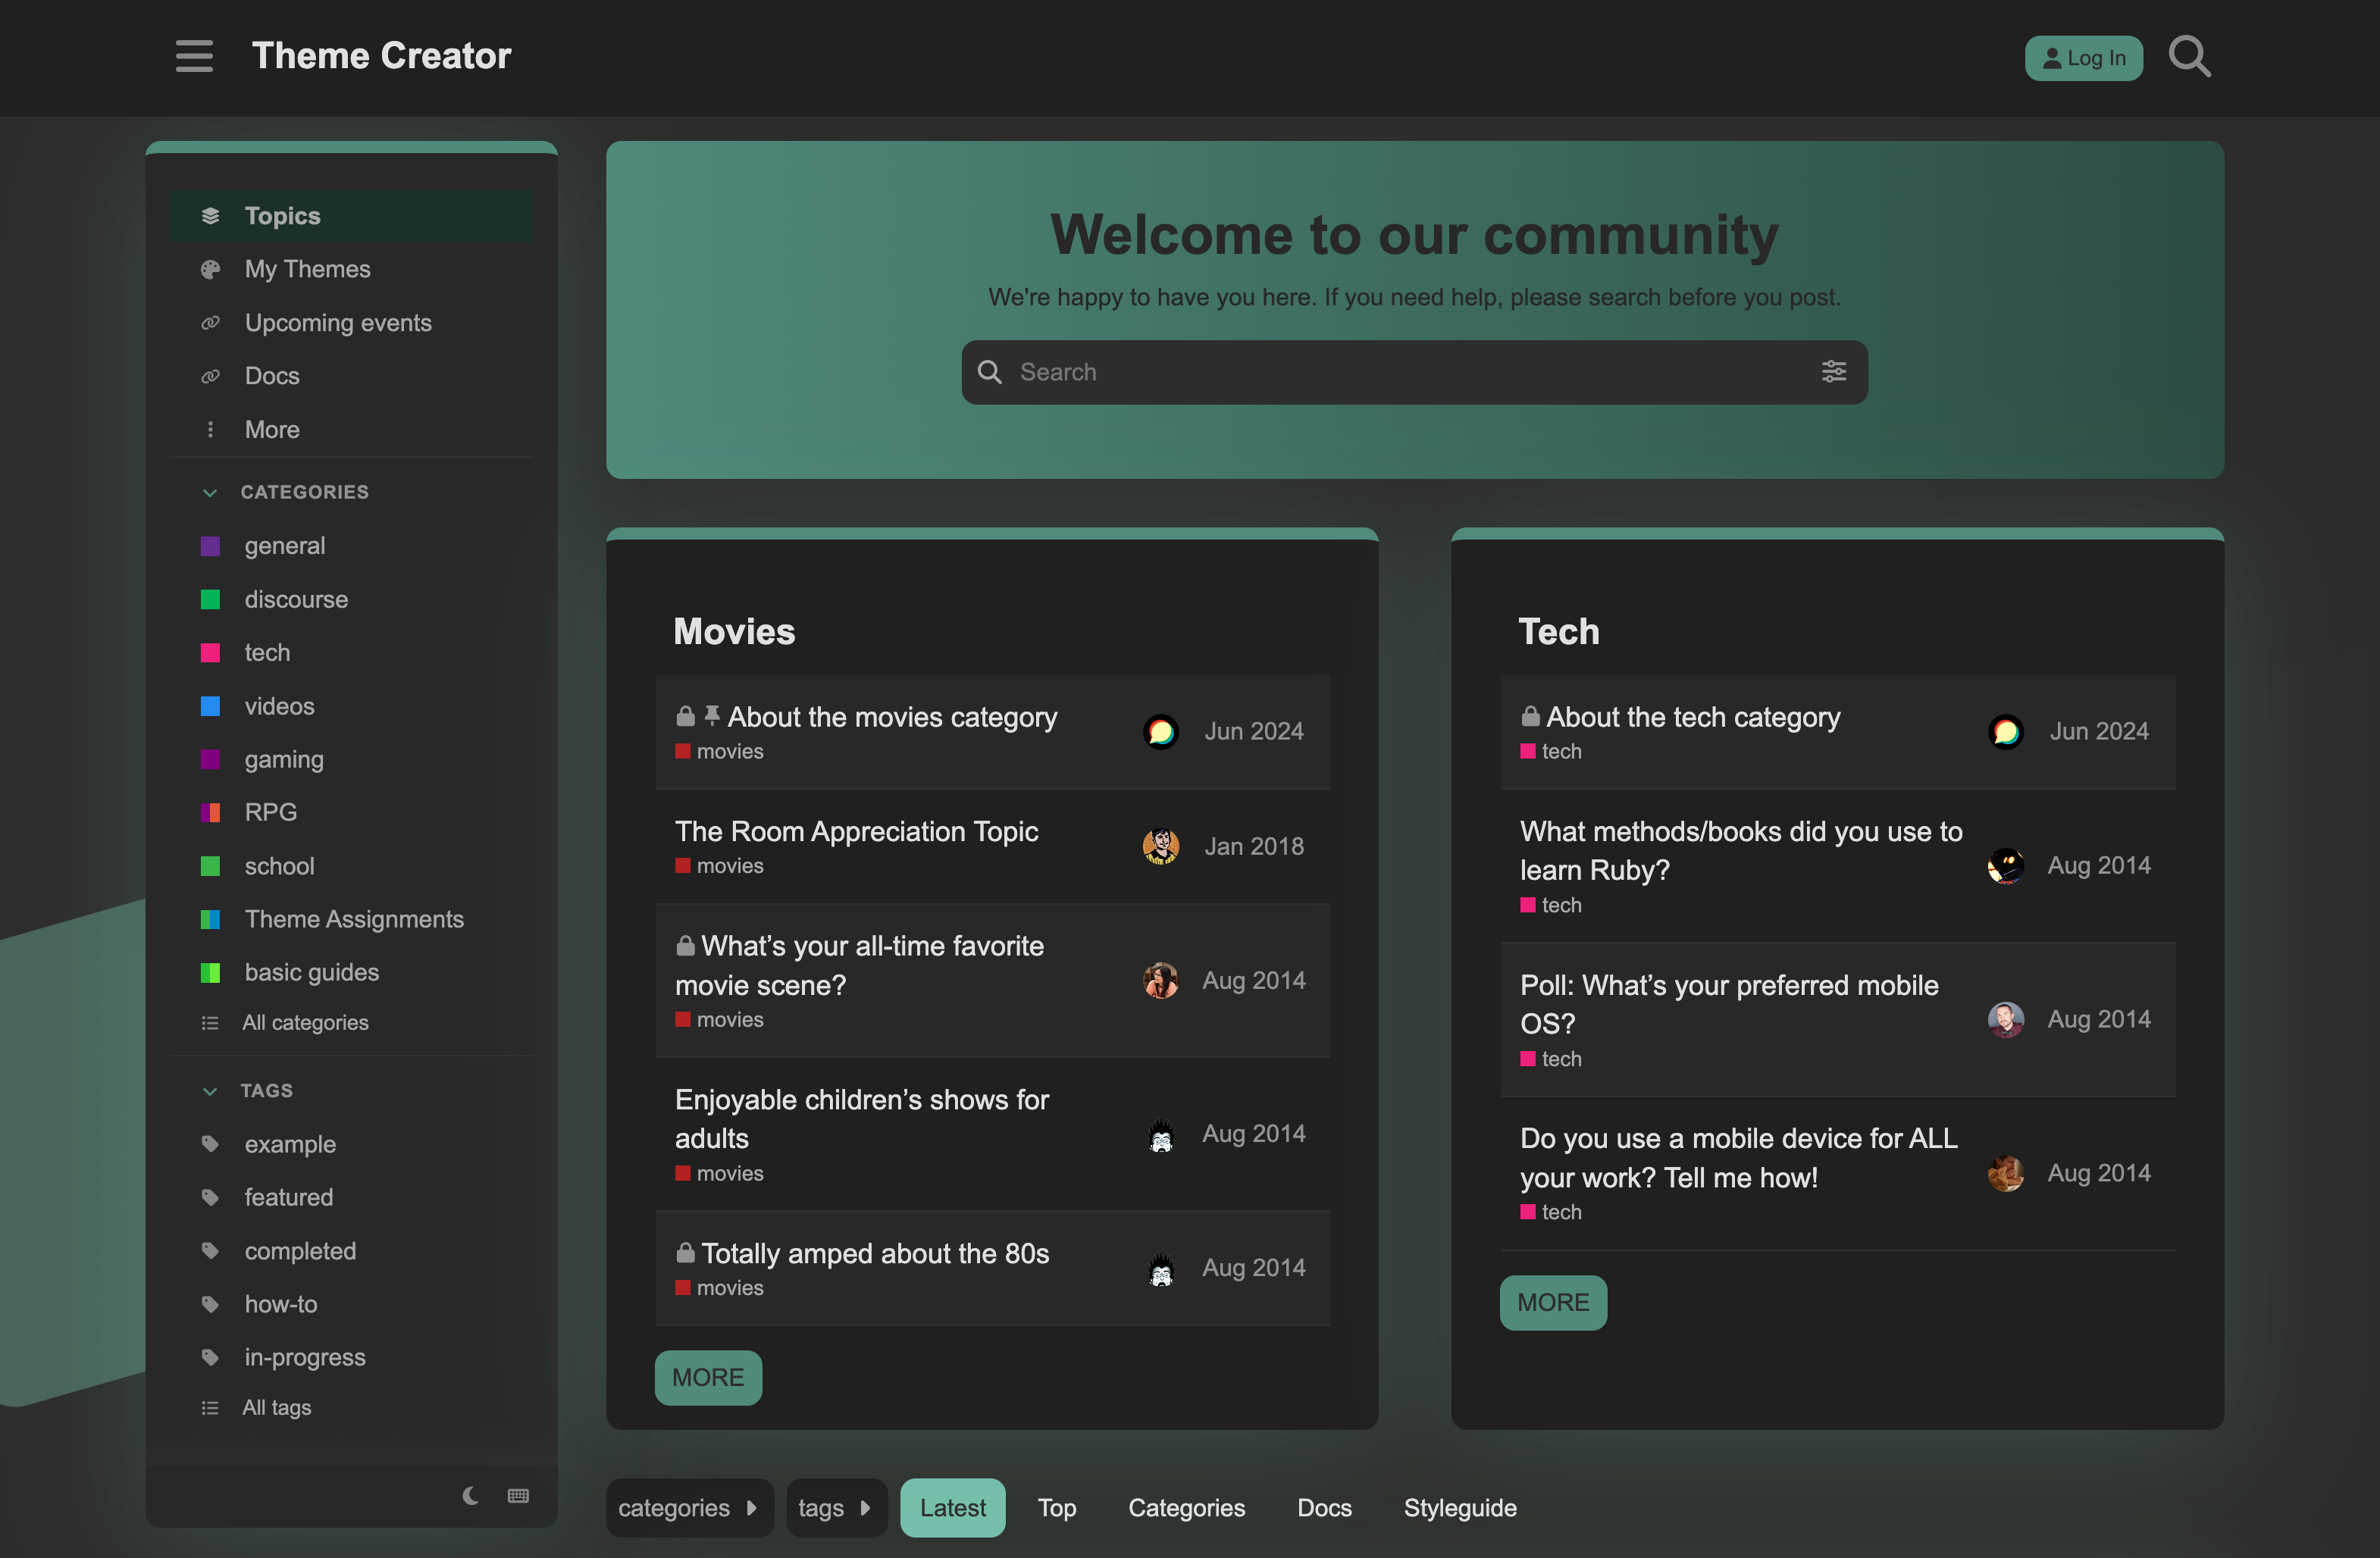 Theme Creator
Log In
Topics
My Themes
Upcoming events
Docs
More
CATEGORIES
general
discourse
tech
videos
gaming
RPG
school
Theme Assignments
basic guides
All categories
TAGS
example
featured
completed
how-to
in-progress
All tags
Welcome to our community
We're happy to have you here. If you need help, please search before you post.
Search
Movies
About the movies category
movies
Jun 2024
The Room Appreciation Topic
movies
Jan 2018
What’s your all-time favorite
movie scene?
movies
Aug 2014
Enjoyable children’s shows for
adults
movies
Aug 2014
Totally amped about the 80s
movies
Aug 2014
MORE
Tech
About the tech category
tech
Jun 2024
What methods/books did you use to
learn Ruby?
tech
Aug 2014
Poll: What’s your preferred mobile
OS?
tech
Aug 2014
Do you use a mobile device for ALL
your work? Tell me how!
tech
Aug 2014
MORE
categories
tags
Latest
Top
Categories
Docs
Styleguide